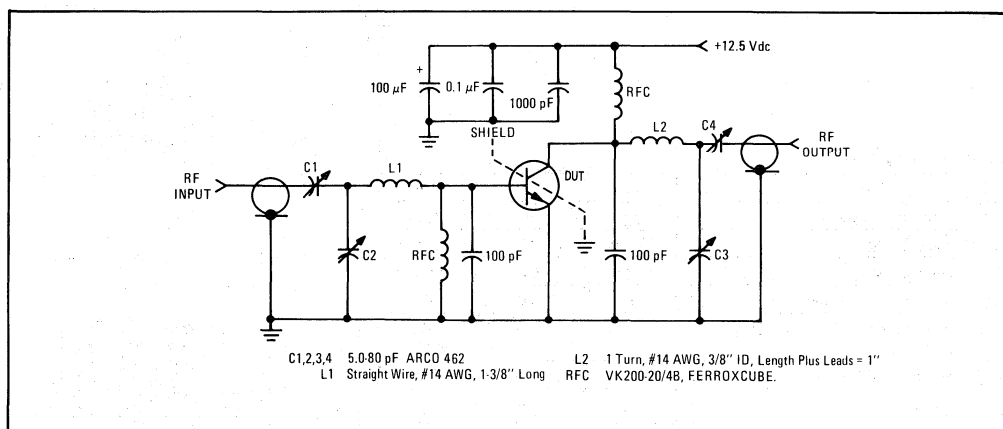 +12.5 Vdc
+
100 µF
0.1 µF
1000 pF
RFC
SHIELD
L2
C4
RF
OUTPUT
C1
L1
DUT
RF
INPUT
C2
RFC
100 pF
100 pF
C3
C1,2,3,4 5.0-80 pF ARCO 462
L1 Straight Wire, #14 AWG, 1-3/8'' Long
L2 1 Turn, #14 AWG, 3/8'' ID, Length Plus Leads = 1''
RFC VK200-20/4B, FERROXCUBE.